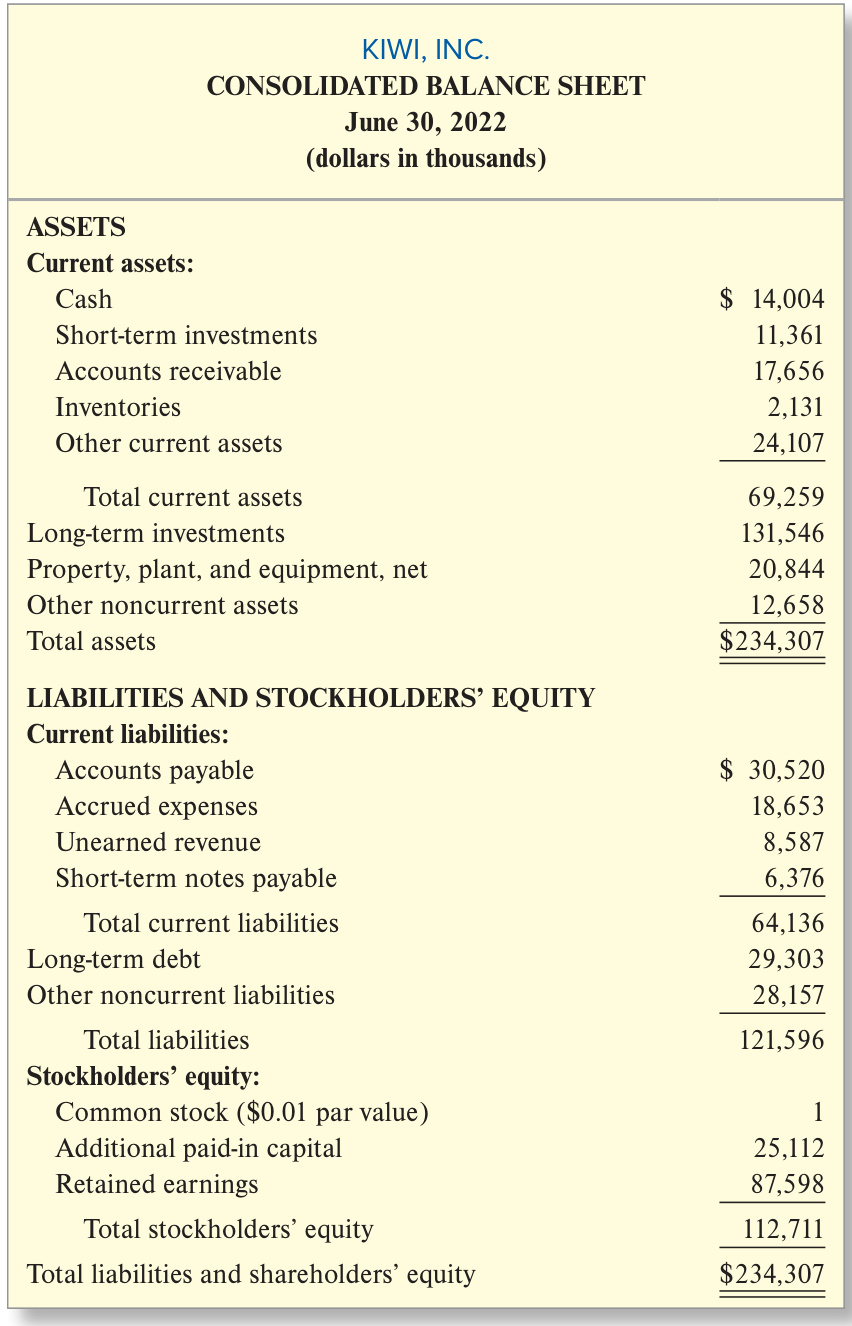 KIWI, INC.
CONSOLIDATED BALANCE SHEET
June 30, 2022
(dollars in thousands)
ASSETS
Current assets:
Cash $ 14,004
Short-term investments 11,361
Accounts receivable 17,656
Inventories 2,131
Other current assets 24,107
Total current assets 69,259
Long-term investments 131,546
Property, plant, and equipment, net 20,844
Other noncurrent assets 12,658
Total assets $234,307
LIABILITIES AND STOCKHOLDERS’ EQUITY
Current liabilities:
Accounts payable $ 30,520
Accrued expenses 18,653
Unearned revenue 8,587
Short-term notes payable 6,376
Total current liabilities 64,136
Long-term debt 29,303
Other noncurrent liabilities 28,157
Total liabilities 121,596
Stockholders’ equity:
Common stock ($0.01 par value) 1
Additional paid-in capital 25,112
Retained earnings 87,598
Total stockholders’ equity 112,711
Total liabilities and shareholders’ equity $234,307